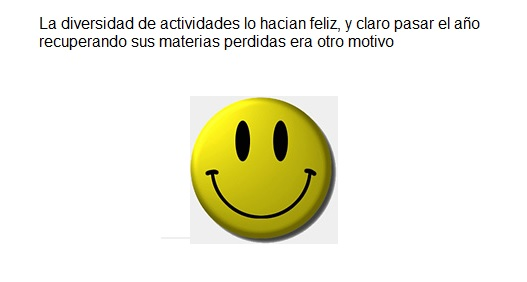 La diversidad de actividades lo hacian feliz, y claro pasar el año
recuperando sus materias perdidas era otro motivo